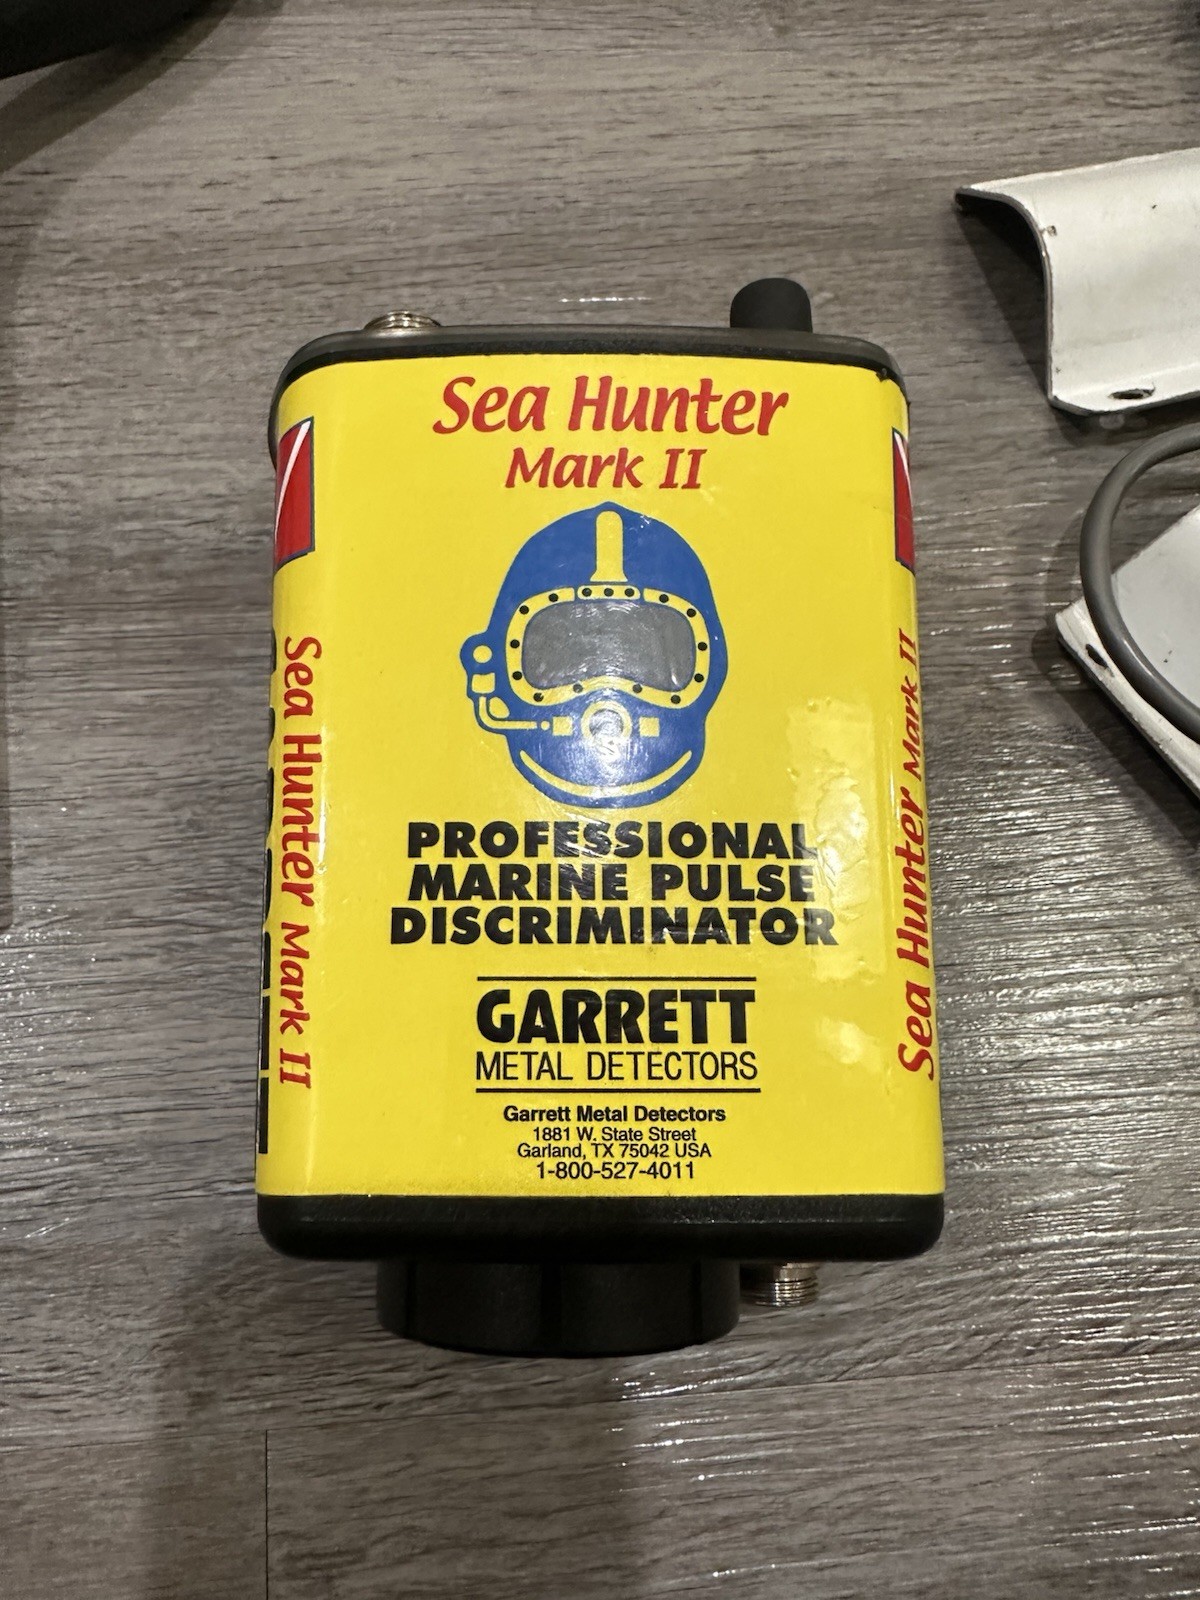 Sea Hunter
Mark II
PROFESSIONAL
MARINE PULSE
DISCRIMINATOR
GARRETT
METAL DETECTORS
Garrett Metal Detectors
1881 W. State Street
Garland, TX 75042 USA
1-800-527-4011
Sea Hunter Mark II
Sea Hunter Mark II